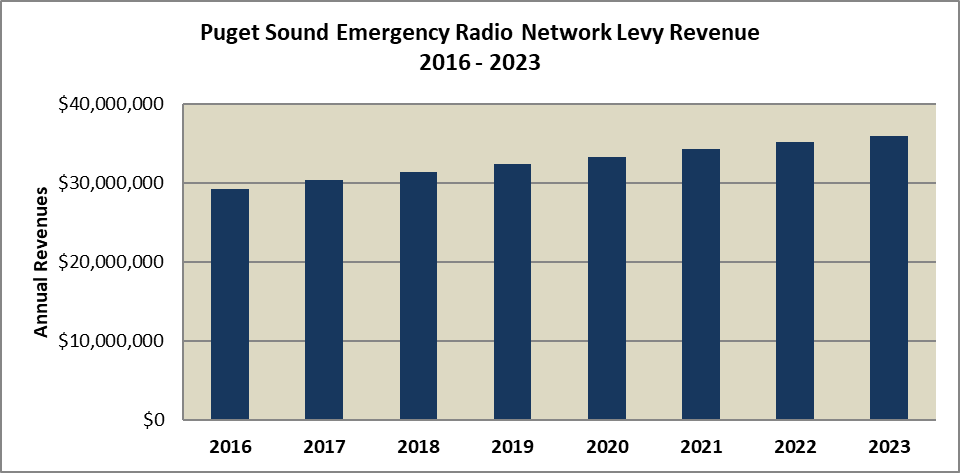 Puget Sound Emergency Radio Network Levy Revenue
2016 - 2023
Annual Revenues
$40,000,000
$30,000,000
$20,000,000
$10,000,000
$0
2016 2017 2018 2019 2020 2021 2022 2023